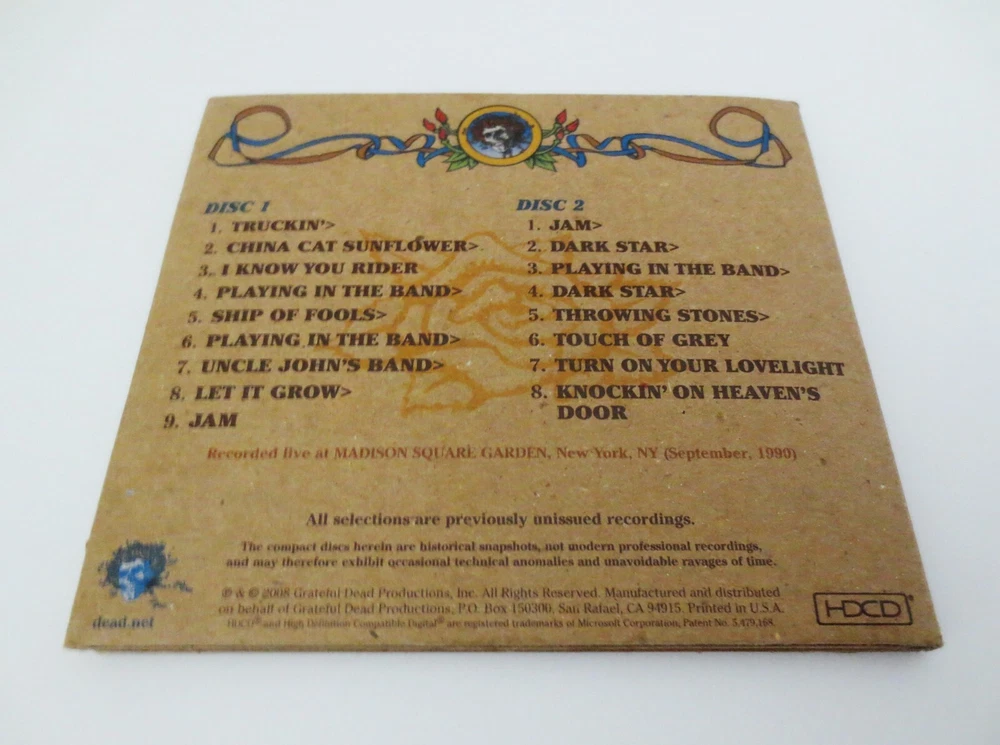 DISC 1
1. TRUCKIN'>
2. CHINA CAT SUNFLOWER>
3. I KNOW YOU RIDER
4. PLAYING IN THE BAND>
5. SHIP OF FOOLS>
6. PLAYING IN THE BAND>
7. UNCLE JOHN'S BAND>
8. LET IT GROW>
9. JAM
DISC 2
1. JAM>
2. DARK STAR>
3. PLAYING IN THE BAND>
4. DARK STAR>
5. THROWING STONES>
6. TOUCH OF GREY
7. TURN ON YOUR LOVELIGHT
8. KNOCKIN' ON HEAVEN'S
DOOR
Recorded live at MADISON SQUARE GARDEN, New York, NY (September, 1990)
All selections are previously unissued recordings.
The compact discs herein are historical snapshots, not modern professional recordings,
and may therefore exhibit occasional technical anomalies and unavoidable ravages of time.
℗ & © 2008 Grateful Dead Productions, Inc. All Rights Reserved. Manufactured and distributed
on behalf of Grateful Dead Productions, P.O. Box 150300, San Rafael, CA 94915. Printed in U.S.A.
HDCD® and High Definition Compatible Digital® are registered trademarks of Microsoft Corporation, Patent No. 5,479,168.
dead.net
HDCD®